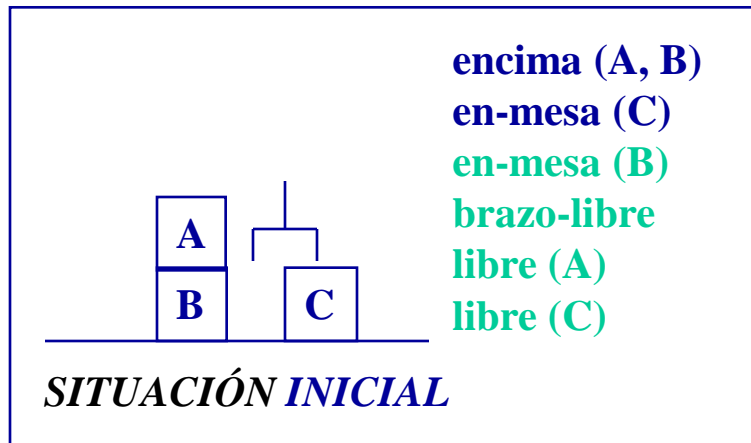 encima (A, B)
en-mesa (C)
en-mesa (B)
brazo-libre
libre (A)
libre (C)
A
B
C
SITUACIÓN INICIAL